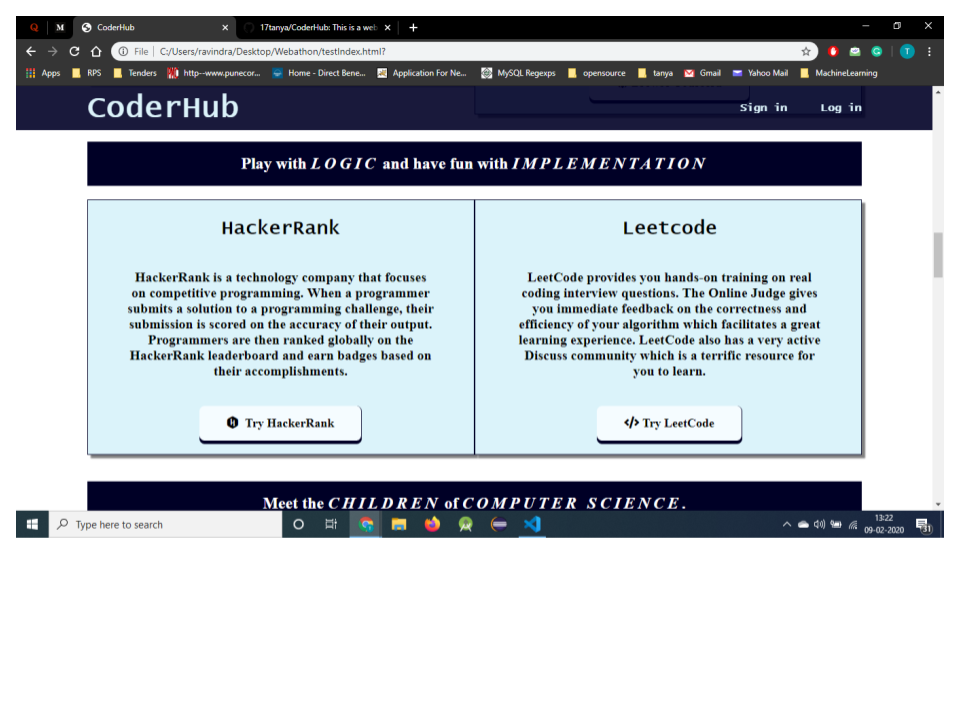 CoderHub
17tanya/CoderHub: This is a web
File
C:/Users/ravindra/Desktop/Webathon/testIndex.html?
T
Apps
RPS
Tenders
http--www.punecor...
Home - Direct Bene...
Application For Ne...
MySQL Regexps
opensource
tanya
Gmail
Yahoo Mail
MachineLearning
CoderHub
Sign in
Log in
Play with LOGIC and have fun with IMPLEMENTATION
HackerRank
HackerRank is a technology company that focuses
on competitive programming. When a programmer
submits a solution to a programming challenge, their
submission is scored on the accuracy of their output.
Programmers are then ranked globally on the
HackerRank leaderboard and earn badges based on
their accomplishments.
Try HackerRank
Leetcode
LeetCode provides you hands-on training on real
coding interview questions. The Online Judge gives
you immediate feedback on the correctness and
efficiency of your algorithm which facilitates a great
learning experience. LeetCode also has a very active
Discuss community which is a terrific resource for
you to learn.
</> Try LeetCode
Meet the CHILDREN of COMPUTER SCIENCE.
Type here to search
13:22
09-02-2020
31